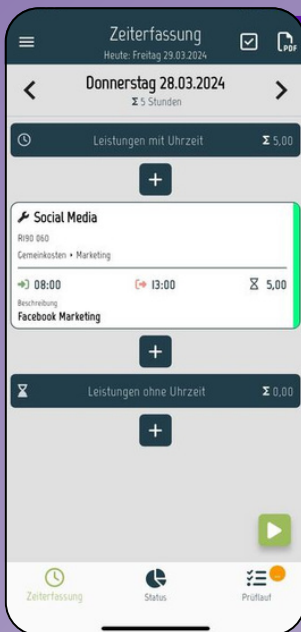 Zeiterfassung
Heute: Freitag 29.03.2024
PDF
Donnerstag 28.03.2024
Σ 5 Stunden
Leistungen mit Uhrzeit Σ 5,00
Social Media
RI90 060
Gemeinkosten • Marketing
08:00 13:00 5,00
Beschreibung
Facebook Marketing
Leistungen ohne Uhrzeit Σ 0,00
Zeiterfassung Status Prüflauf